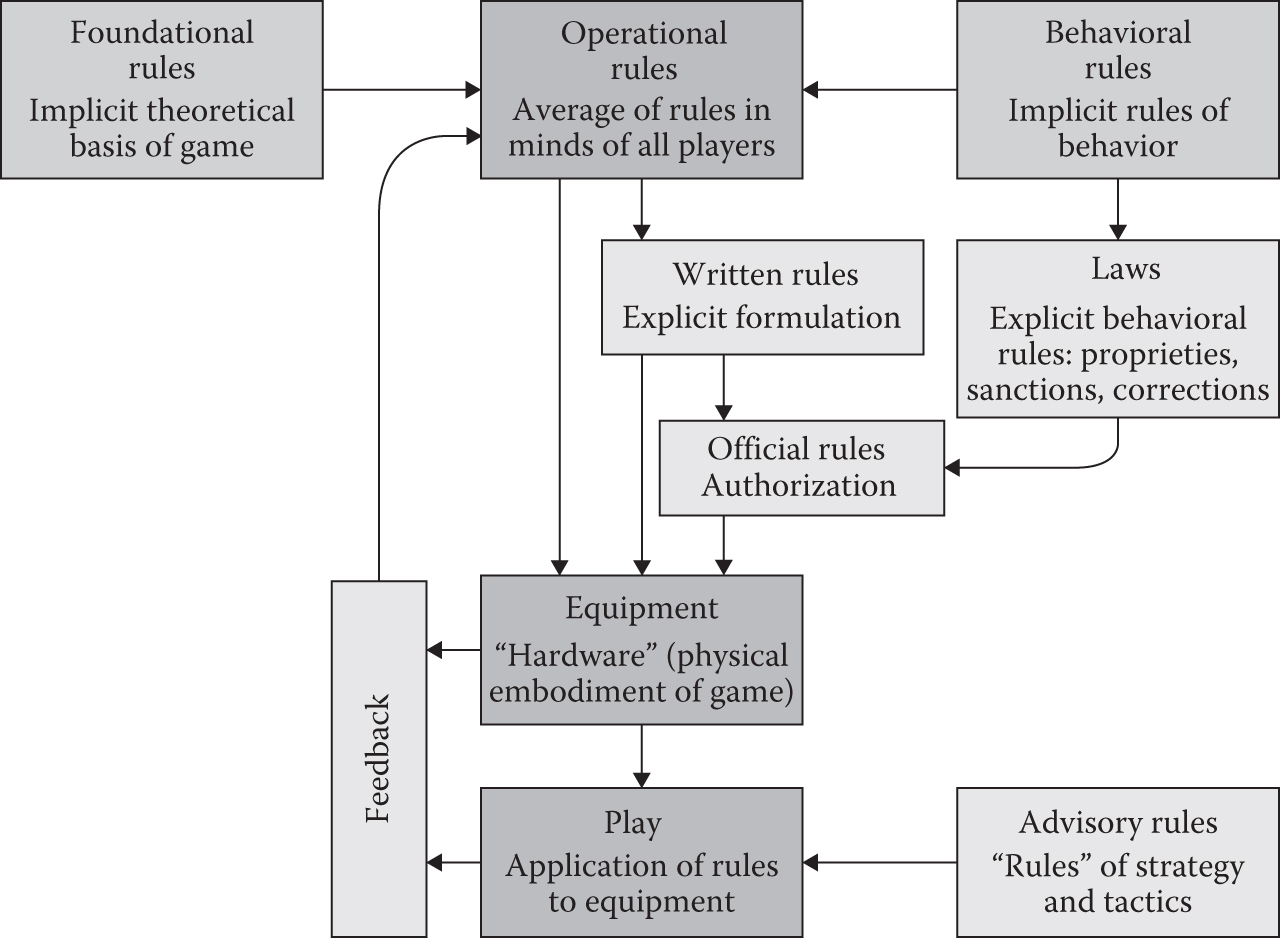 Foundational
rules
Implicit theoretical
basis of game
Operational
rules
Average of rules in
minds of all players
Behavioral
rules
Implicit rules of
behavior
Written rules
Explicit formulation
Laws
Explicit behavioral
rules: proprieties,
sanctions, corrections
Official rules
Authorization
Equipment
“Hardware” (physical
embodiment of game)
Feedback
Play
Application of rules
to equipment
Advisory rules
“Rules” of strategy
and tactics